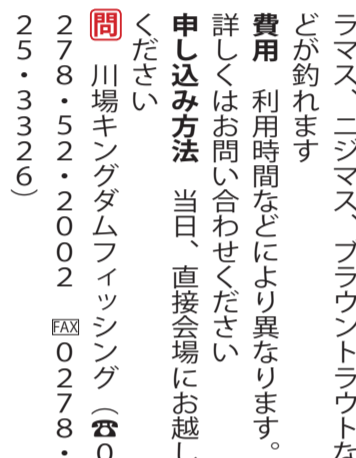 ラマス、ニジマス、ブラウントラウトな
どが釣れます
費用　利用時間などにより異なります。
詳しくはお問い合わせください
申し込み方法　当日、直接会場にお越し
ください
問　川場キングダムフィッシング（☎0
278・52・2002　FAX0278・
25・3326）